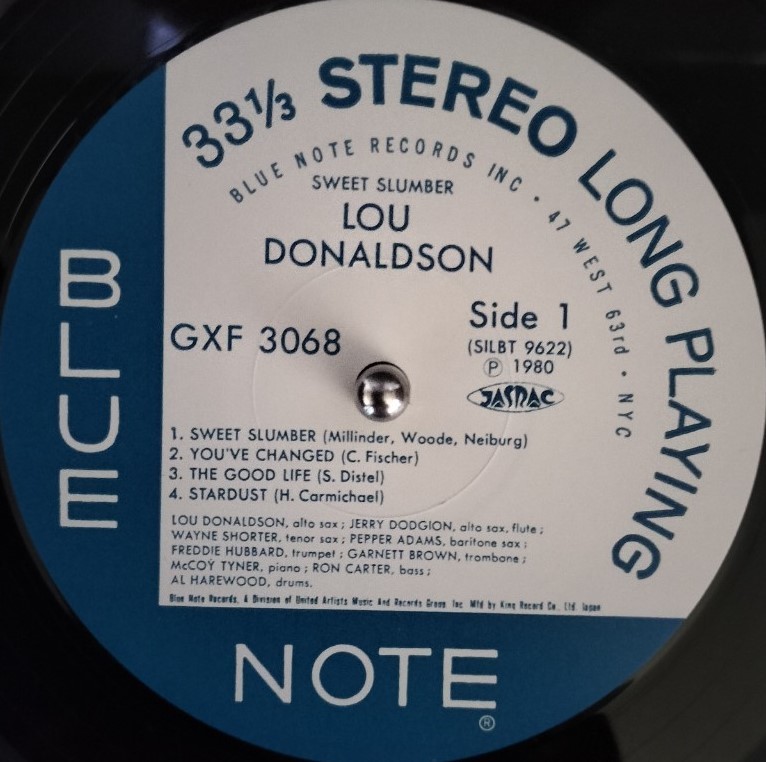 33⅓ STEREO LONG PLAYING
BLUE NOTE RECORDS INC • 47 WEST 63rd • NYC
SWEET SLUMBER
LOU
DONALDSON
GXF 3068
Side 1
(SILBT 9622)
Ⓟ 1980
JASRAC
1. SWEET SLUMBER (Millinder, Woode, Neiburg)
2. YOU'VE CHANGED (C. Fischer)
3. THE GOOD LIFE (S. Distel)
4. STARDUST (H. Carmichael)
LOU DONALDSON, alto sax ; JERRY DODGION, alto sax, flute ;
WAYNE SHORTER, tenor sax ; PEPPER ADAMS, baritone sax ;
FREDDIE HUBBARD, trumpet ; GARNETT BROWN, trombone ;
McCOY TYNER, piano ; RON CARTER, bass ;
AL HAREWOOD, drums.
Blue Note Records, A Division of United Artists Music And Records Group, Inc. Mfd by King Record Co., Ltd. Japan
BLUE
NOTE
®